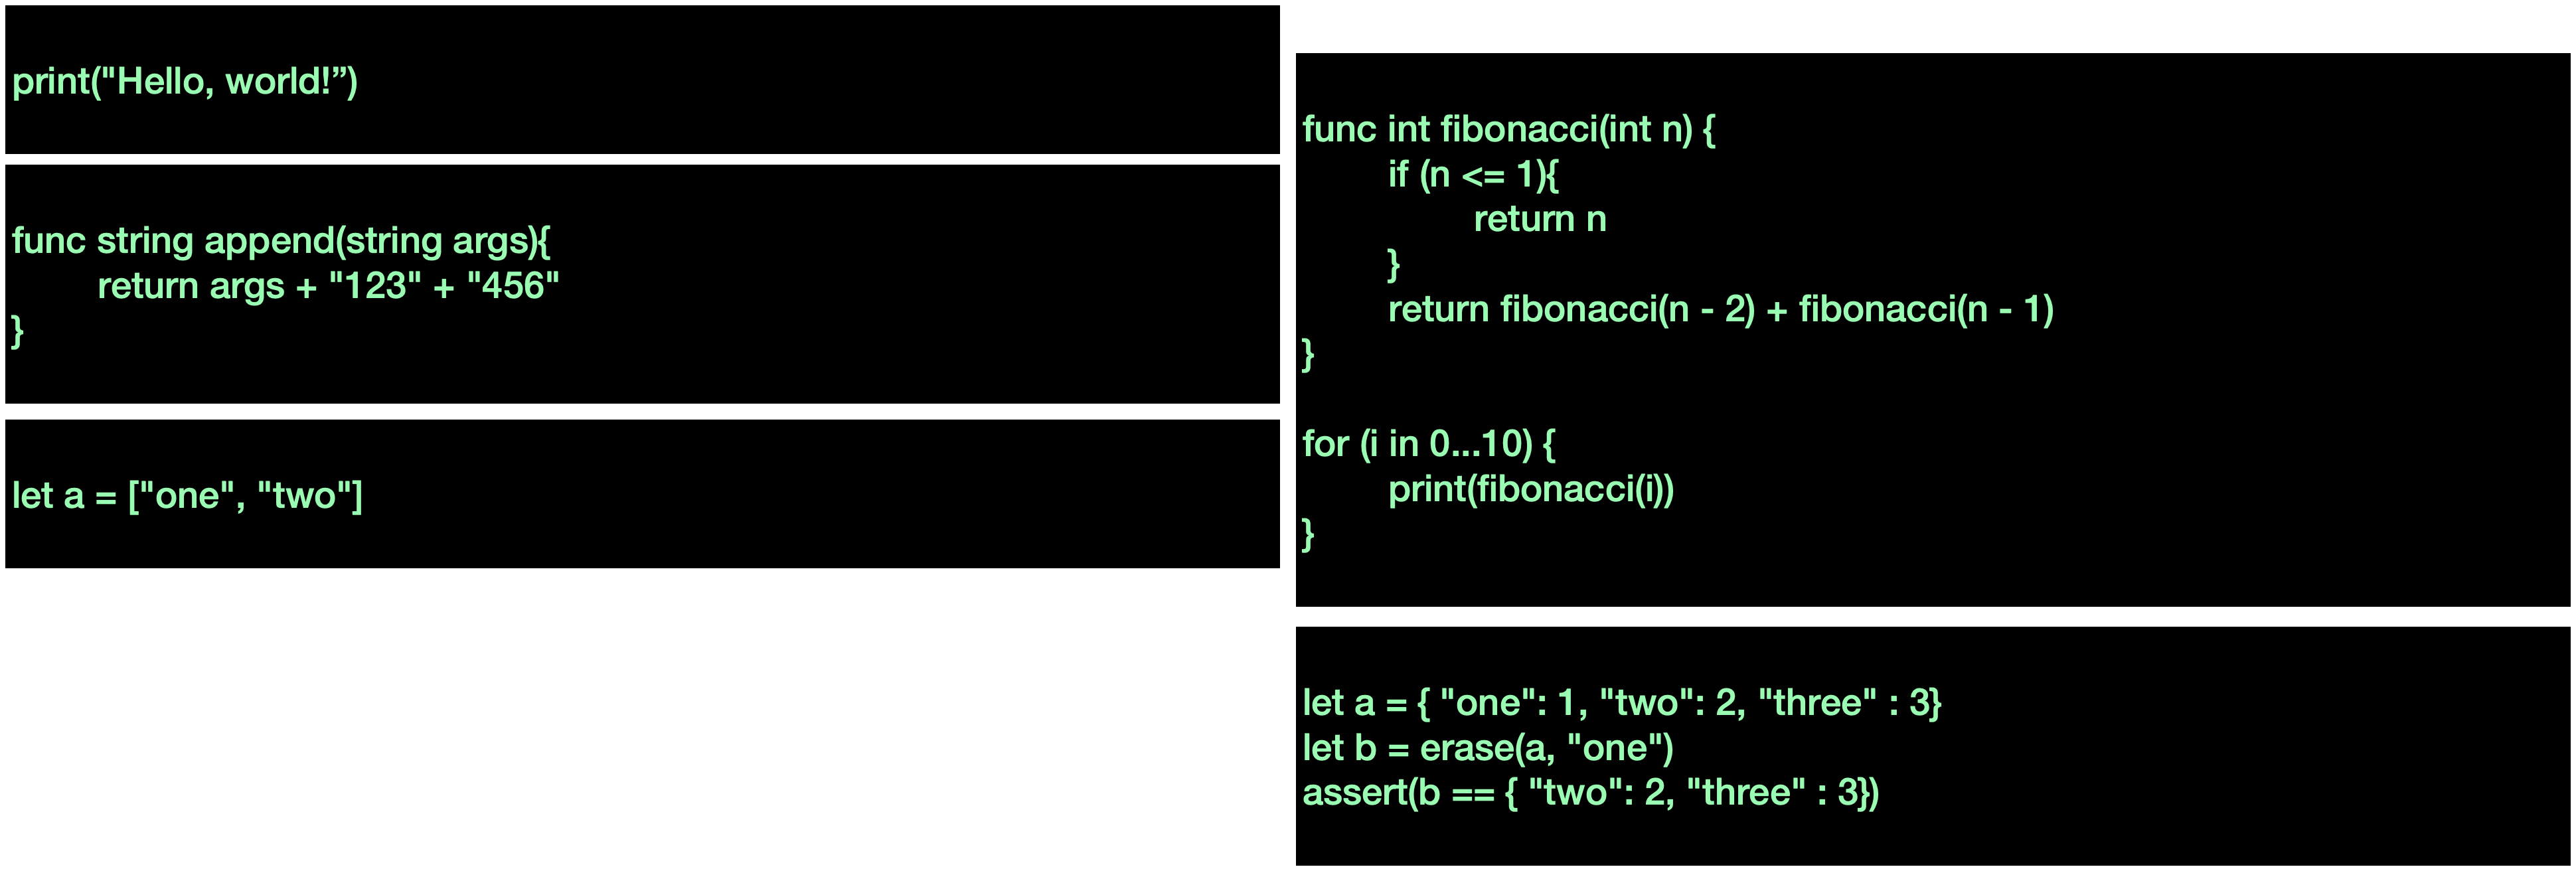 print("Hello, world!”)
func string append(string args){
return args + "123" + "456"
}
let a = ["one", "two"]
func int fibonacci(int n) {
if (n <= 1){
return n
}
return fibonacci(n - 2) + fibonacci(n - 1)
}
for (i in 0...10) {
print(fibonacci(i))
}
let a = { "one": 1, "two": 2, "three" : 3}
let b = erase(a, "one")
assert(b == { "two": 2, "three" : 3})